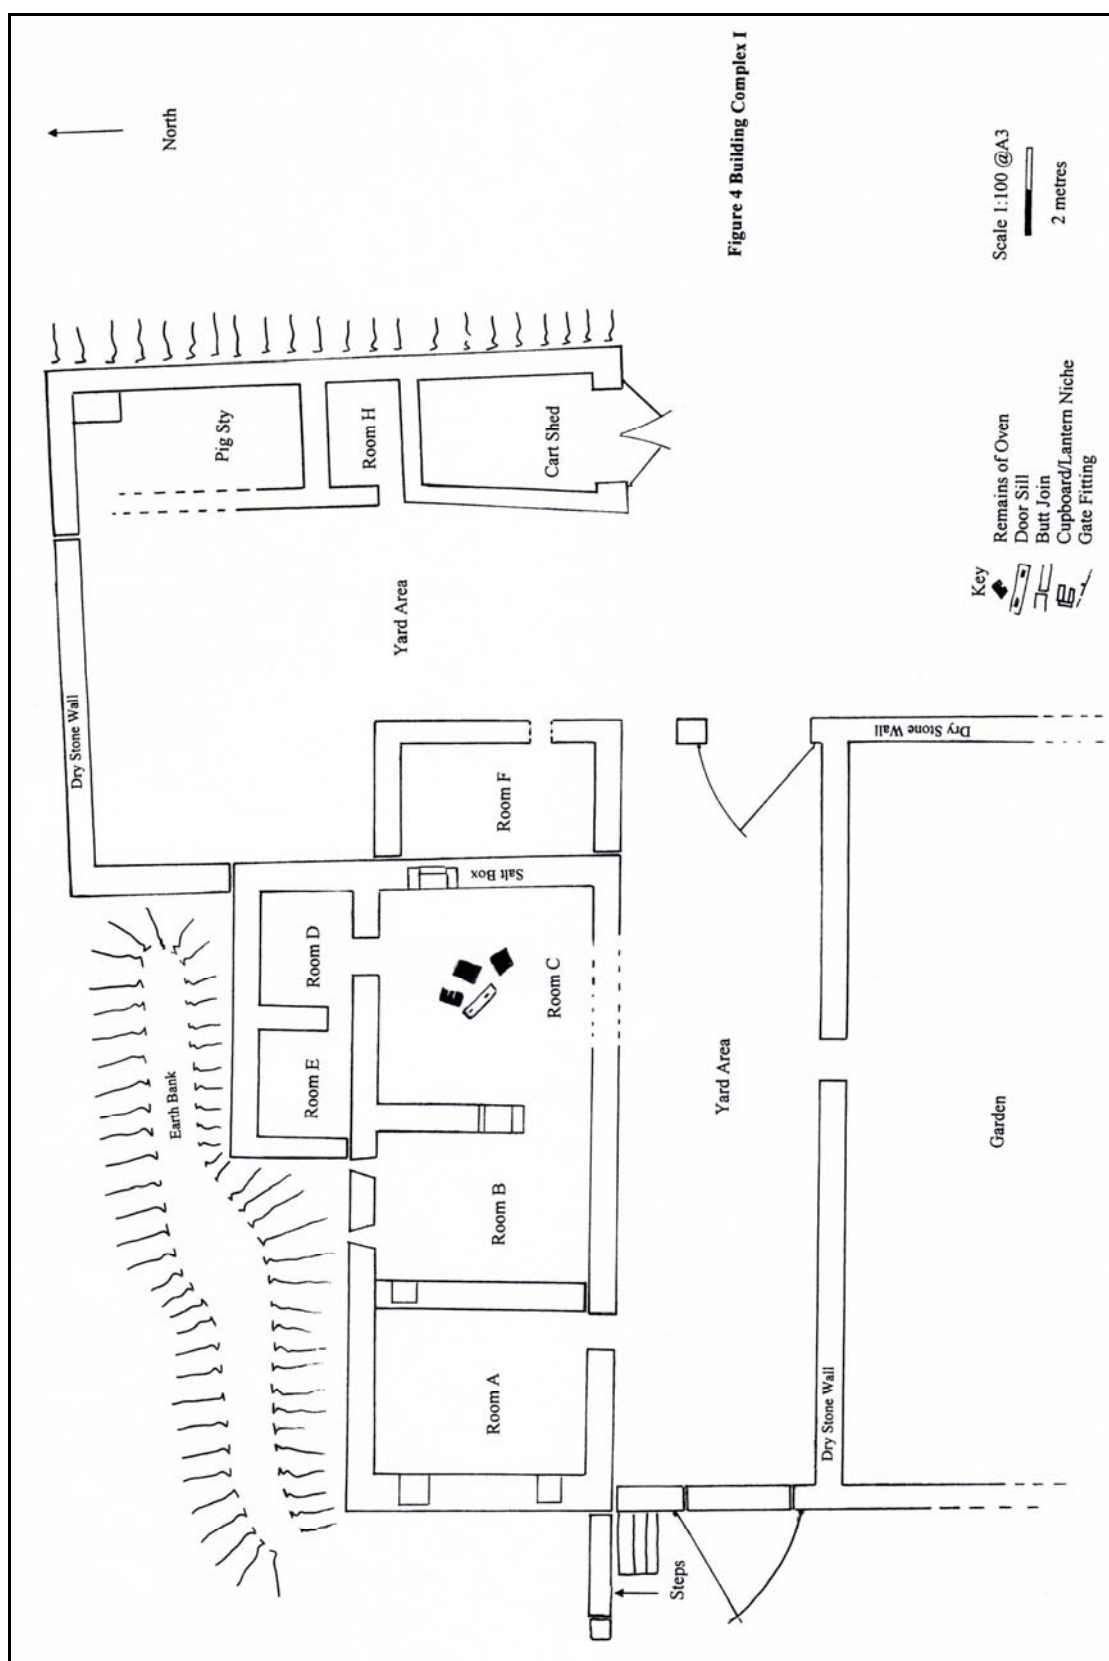 North
Dry Stone Wall
Pig Sty
Room H
Cart Shed
Yard Area
Earth Bank
Room E
Room D
Room F
Salt Box
Room A
Room B
Room C
Steps
Yard Area
Dry Stone Wall
Dry Stone Wall
Garden
Figure 4 Building Complex I
Key
Remains of Oven
Door Sill
Butt Join
Cupboard/Lantern Niche
Gate Fitting
Scale 1:100 @A3
2 metres